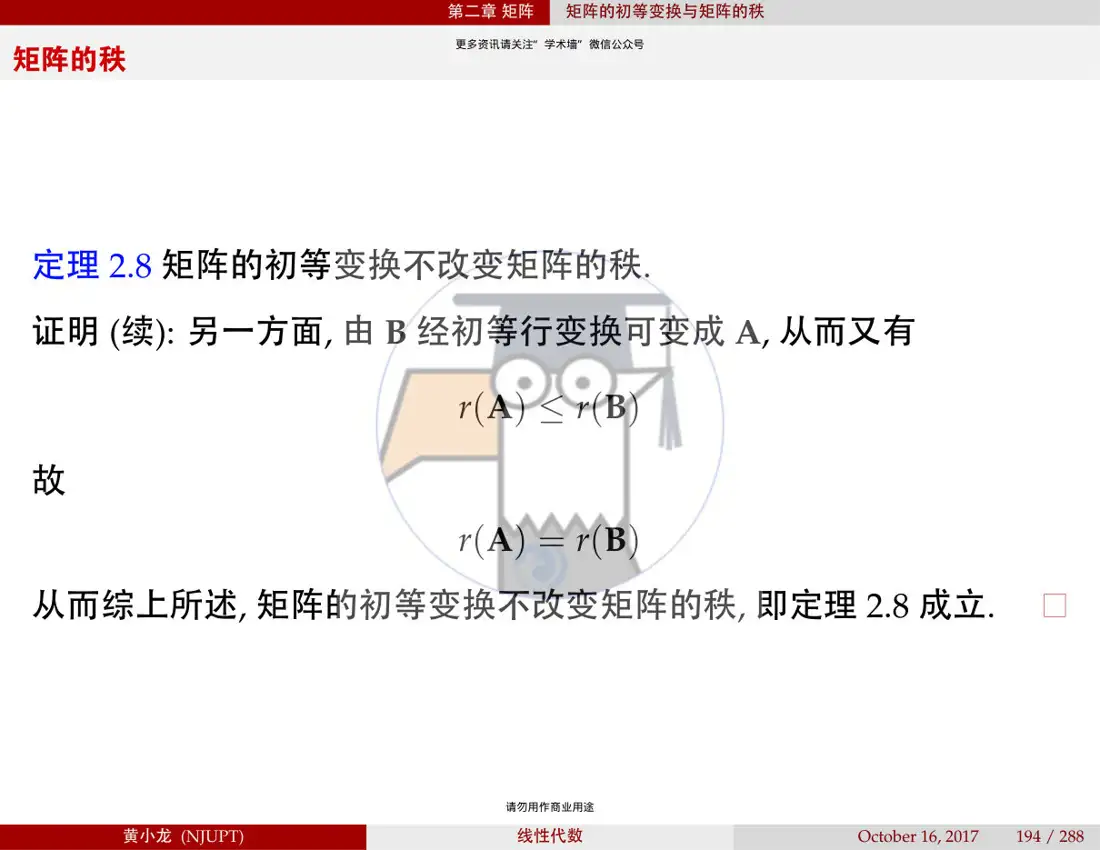 第二章 矩阵 矩阵的初等变换与矩阵的秩
更多资讯请关注“学术墙”微信公众号
矩阵的秩
定理 2.8 矩阵的初等变换不改变矩阵的秩.
证明 (续): 另一方面, 由 B 经初等行变换可变成 A, 从而又有
r(A) ≤ r(B)
故
r(A) = r(B)
从而综上所述, 矩阵的初等变换不改变矩阵的秩, 即定理 2.8 成立. □
请勿用作商业用途
黄小龙 (NJUPT) 线性代数 October 16, 2017 194 / 288